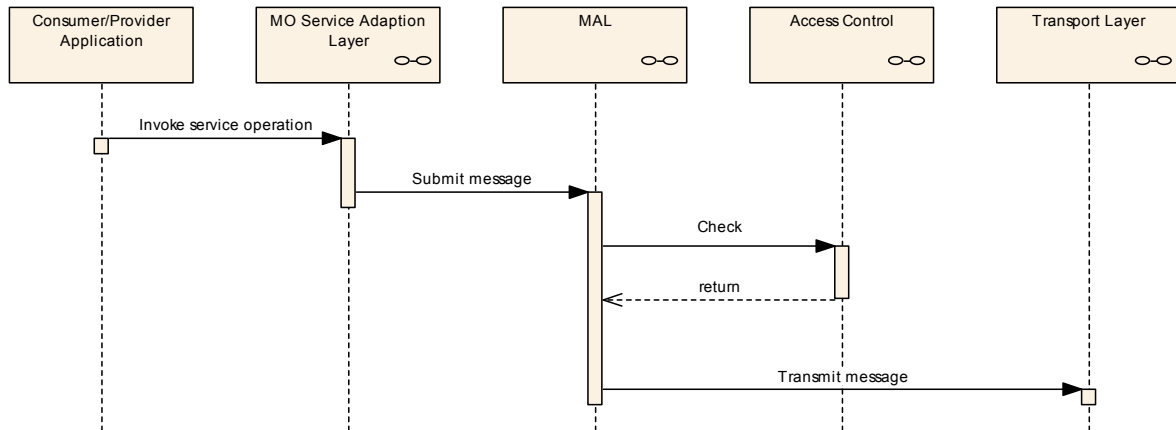 Consumer/Provider
Application
MO Service Adaption
Layer
MAL
Access Control
Transport Layer
Invoke service operation
Submit message
Check
return
Transmit message